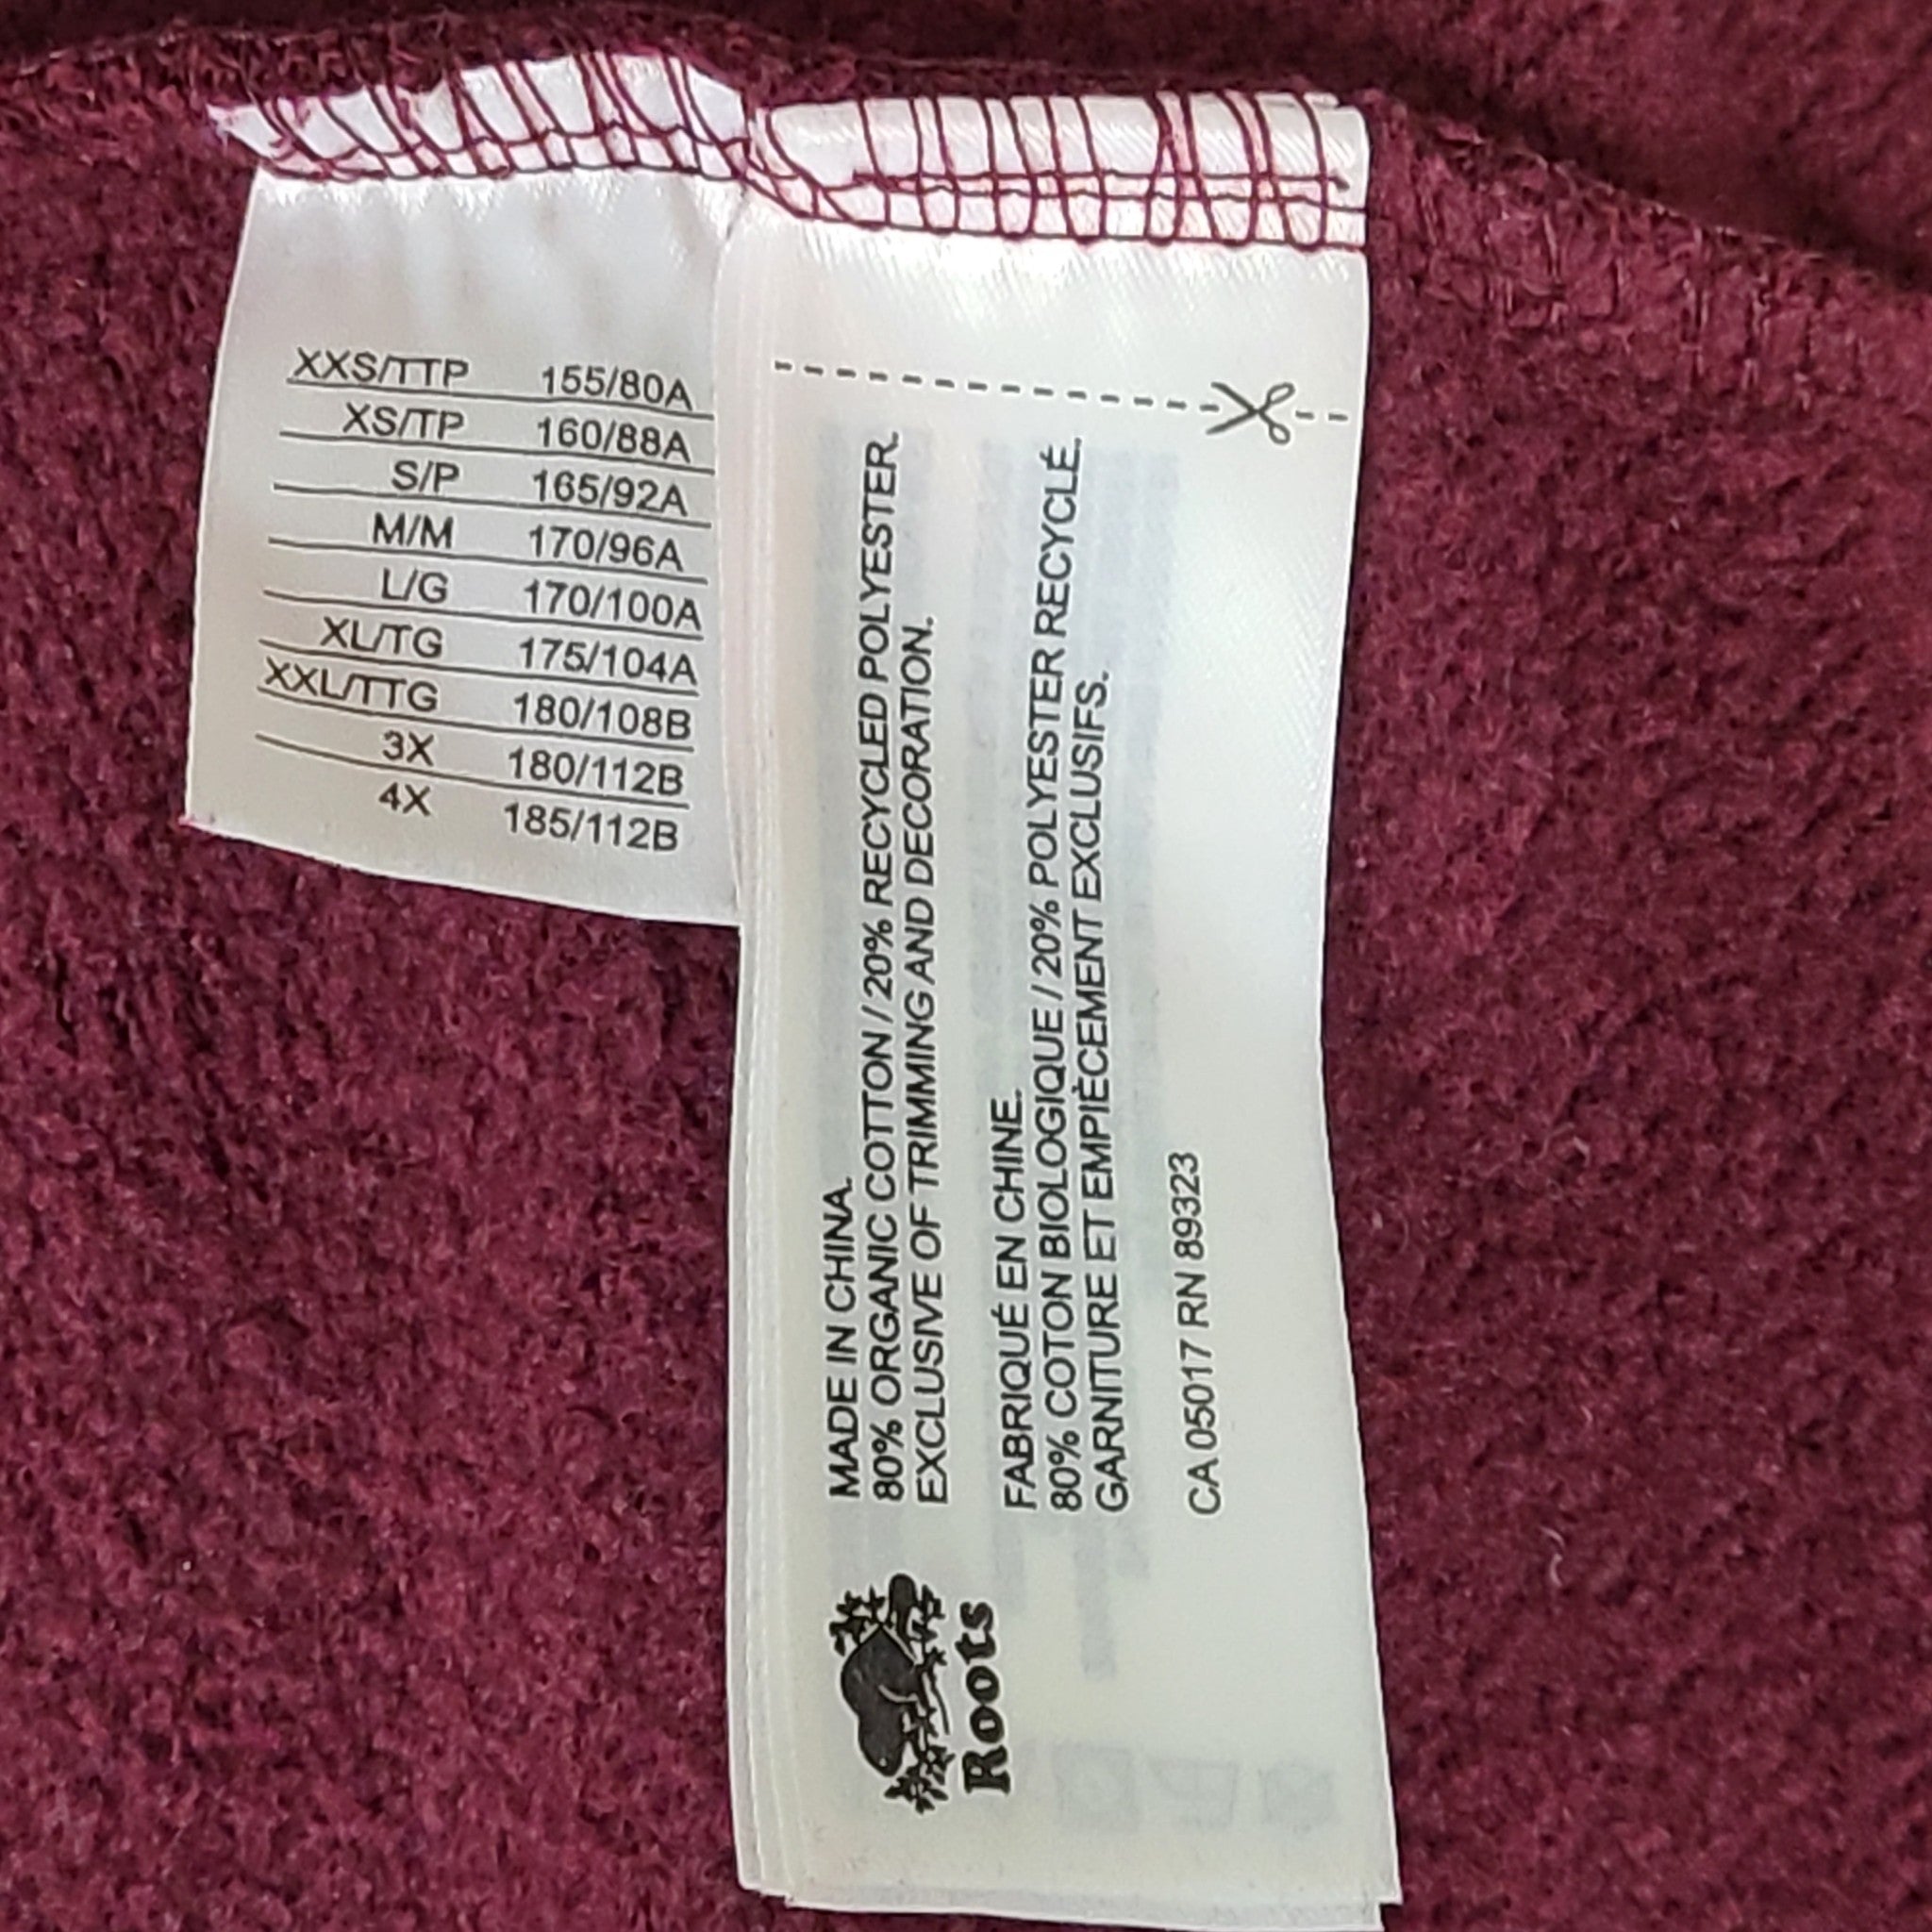 XXS/TTP 155/80A
XS/TP 160/88A
S/P 165/92A
M/M 170/96A
L/G 170/100A
XL/TG 175/104A
XXL/TTG 180/108B
3X 180/112B
4X 185/112B
MADE IN CHINA.
80% ORGANIC COTTON / 20% RECYCLED POLYESTER.
EXCLUSIVE OF TRIMMING AND DECORATION.
FABRIQUÉ EN CHINE.
80% COTON BIOLOGIQUE / 20% POLYESTER RECYCLÉ.
GARNITURE ET EMPIÈCEMENT EXCLUSIFS.
CA 05017 RN 89323
Roots